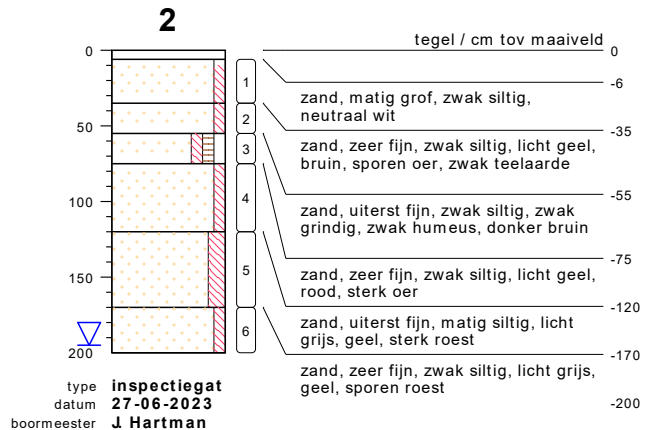 2
tegel / cm tov maaiveld
0
0
-6
zand, matig grof, zwak siltig,
neutraal wit
1
-35
2
50
zand, zeer fijn, zwak siltig, licht geel,
bruin, sporen oer, zwak teelaarde
3
-55
zand, uiterst fijn, zwak siltig, zwak
grindig, zwak humeus, donker bruin
100
4
-75
zand, zeer fijn, zwak siltig, licht geel,
rood, sterk oer
150
5
-120
zand, uiterst fijn, matig siltig, licht
grijs, geel, sterk roest
6
-170
200
zand, zeer fijn, zwak siltig, licht grijs,
geel, sporen roest
-200
type inspectiegat
datum 27-06-2023
boormeester J. Hartman